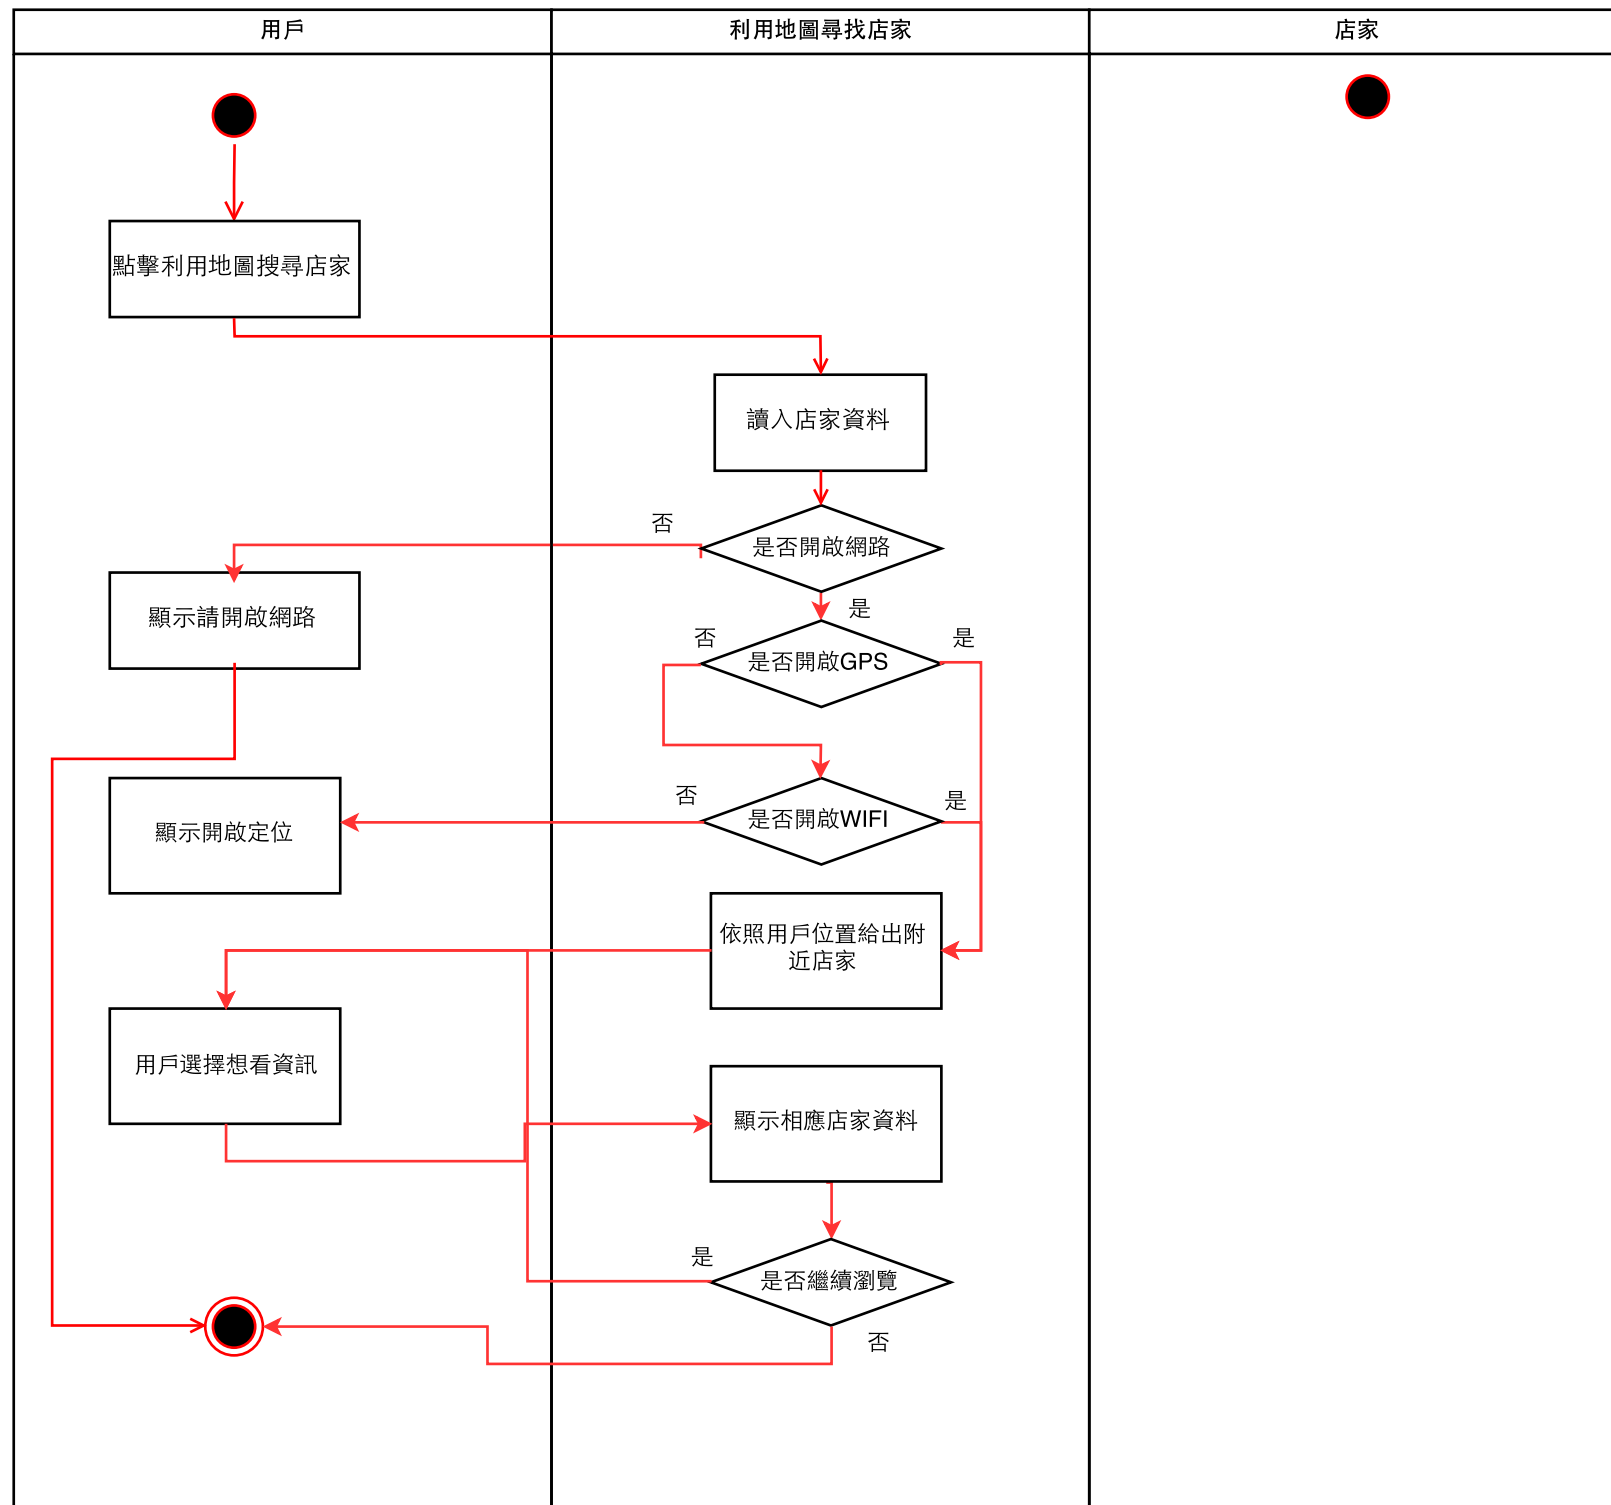 用戶
利用地圖尋找店家
店家
點擊利用地圖搜尋店家
讀入店家資料
否
是否開啟網路
是
顯示請開啟網路
否
是
是否開啟GPS
否
是
是否開啟WIFI
顯示開啟定位
依照用戶位置給出附
近店家
用戶選擇想看資訊
顯示相應店家資料
是
是否繼續瀏覽
否